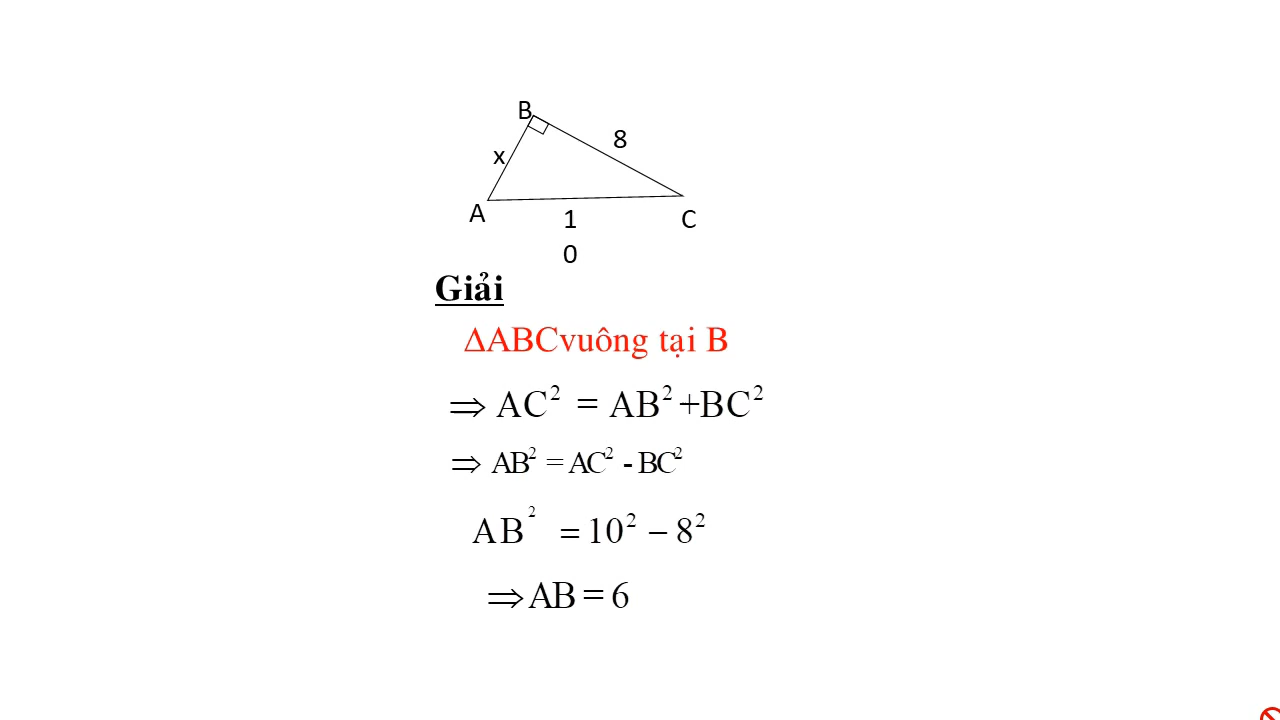 B
8
x
A
1
0
C
Giải
ΔABCvuông tại B
⇒ AC² = AB²+BC²
⇒ AB² = AC² - BC²
AB² = 10² − 8²
⇒ AB = 6